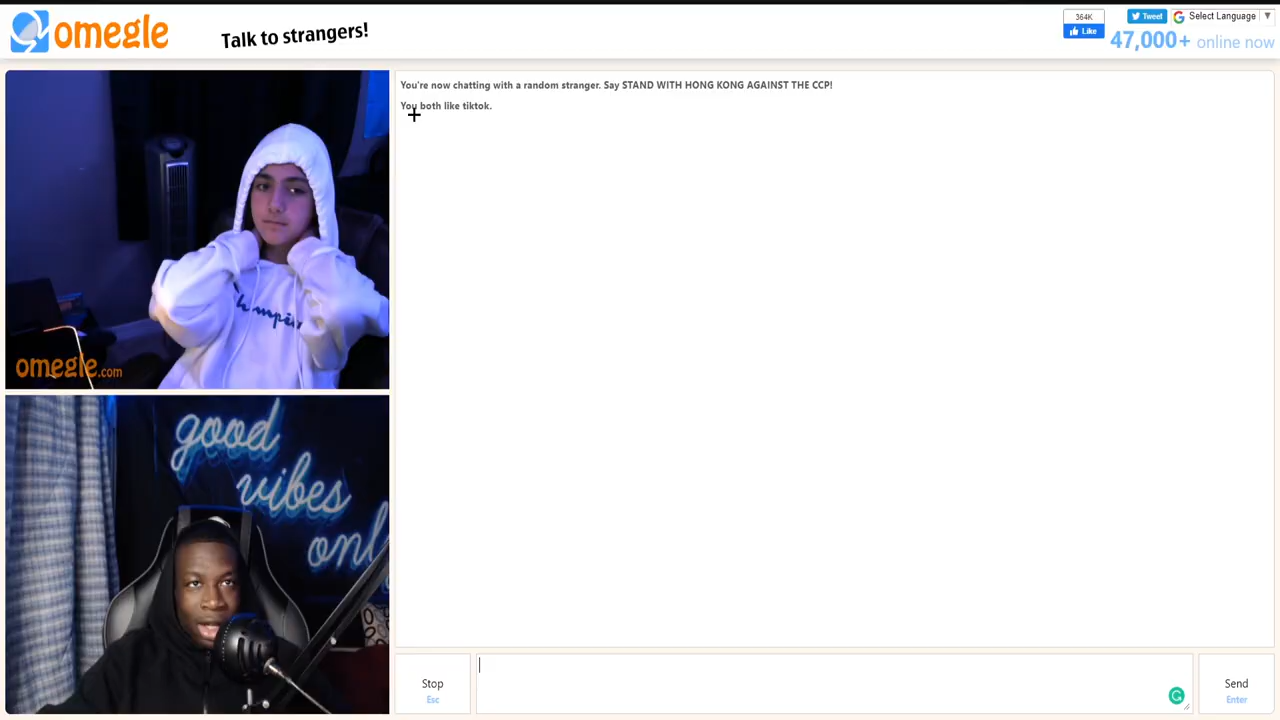 omegle
Talk to strangers!
364K
Like
Tweet
Select Language
47,000+ online now
You're now chatting with a random stranger. Say STAND WITH HONG KONG AGAINST THE CCP!
You both like tiktok.
omegle.com
good
vibes
Stop
Esc
Send
Enter